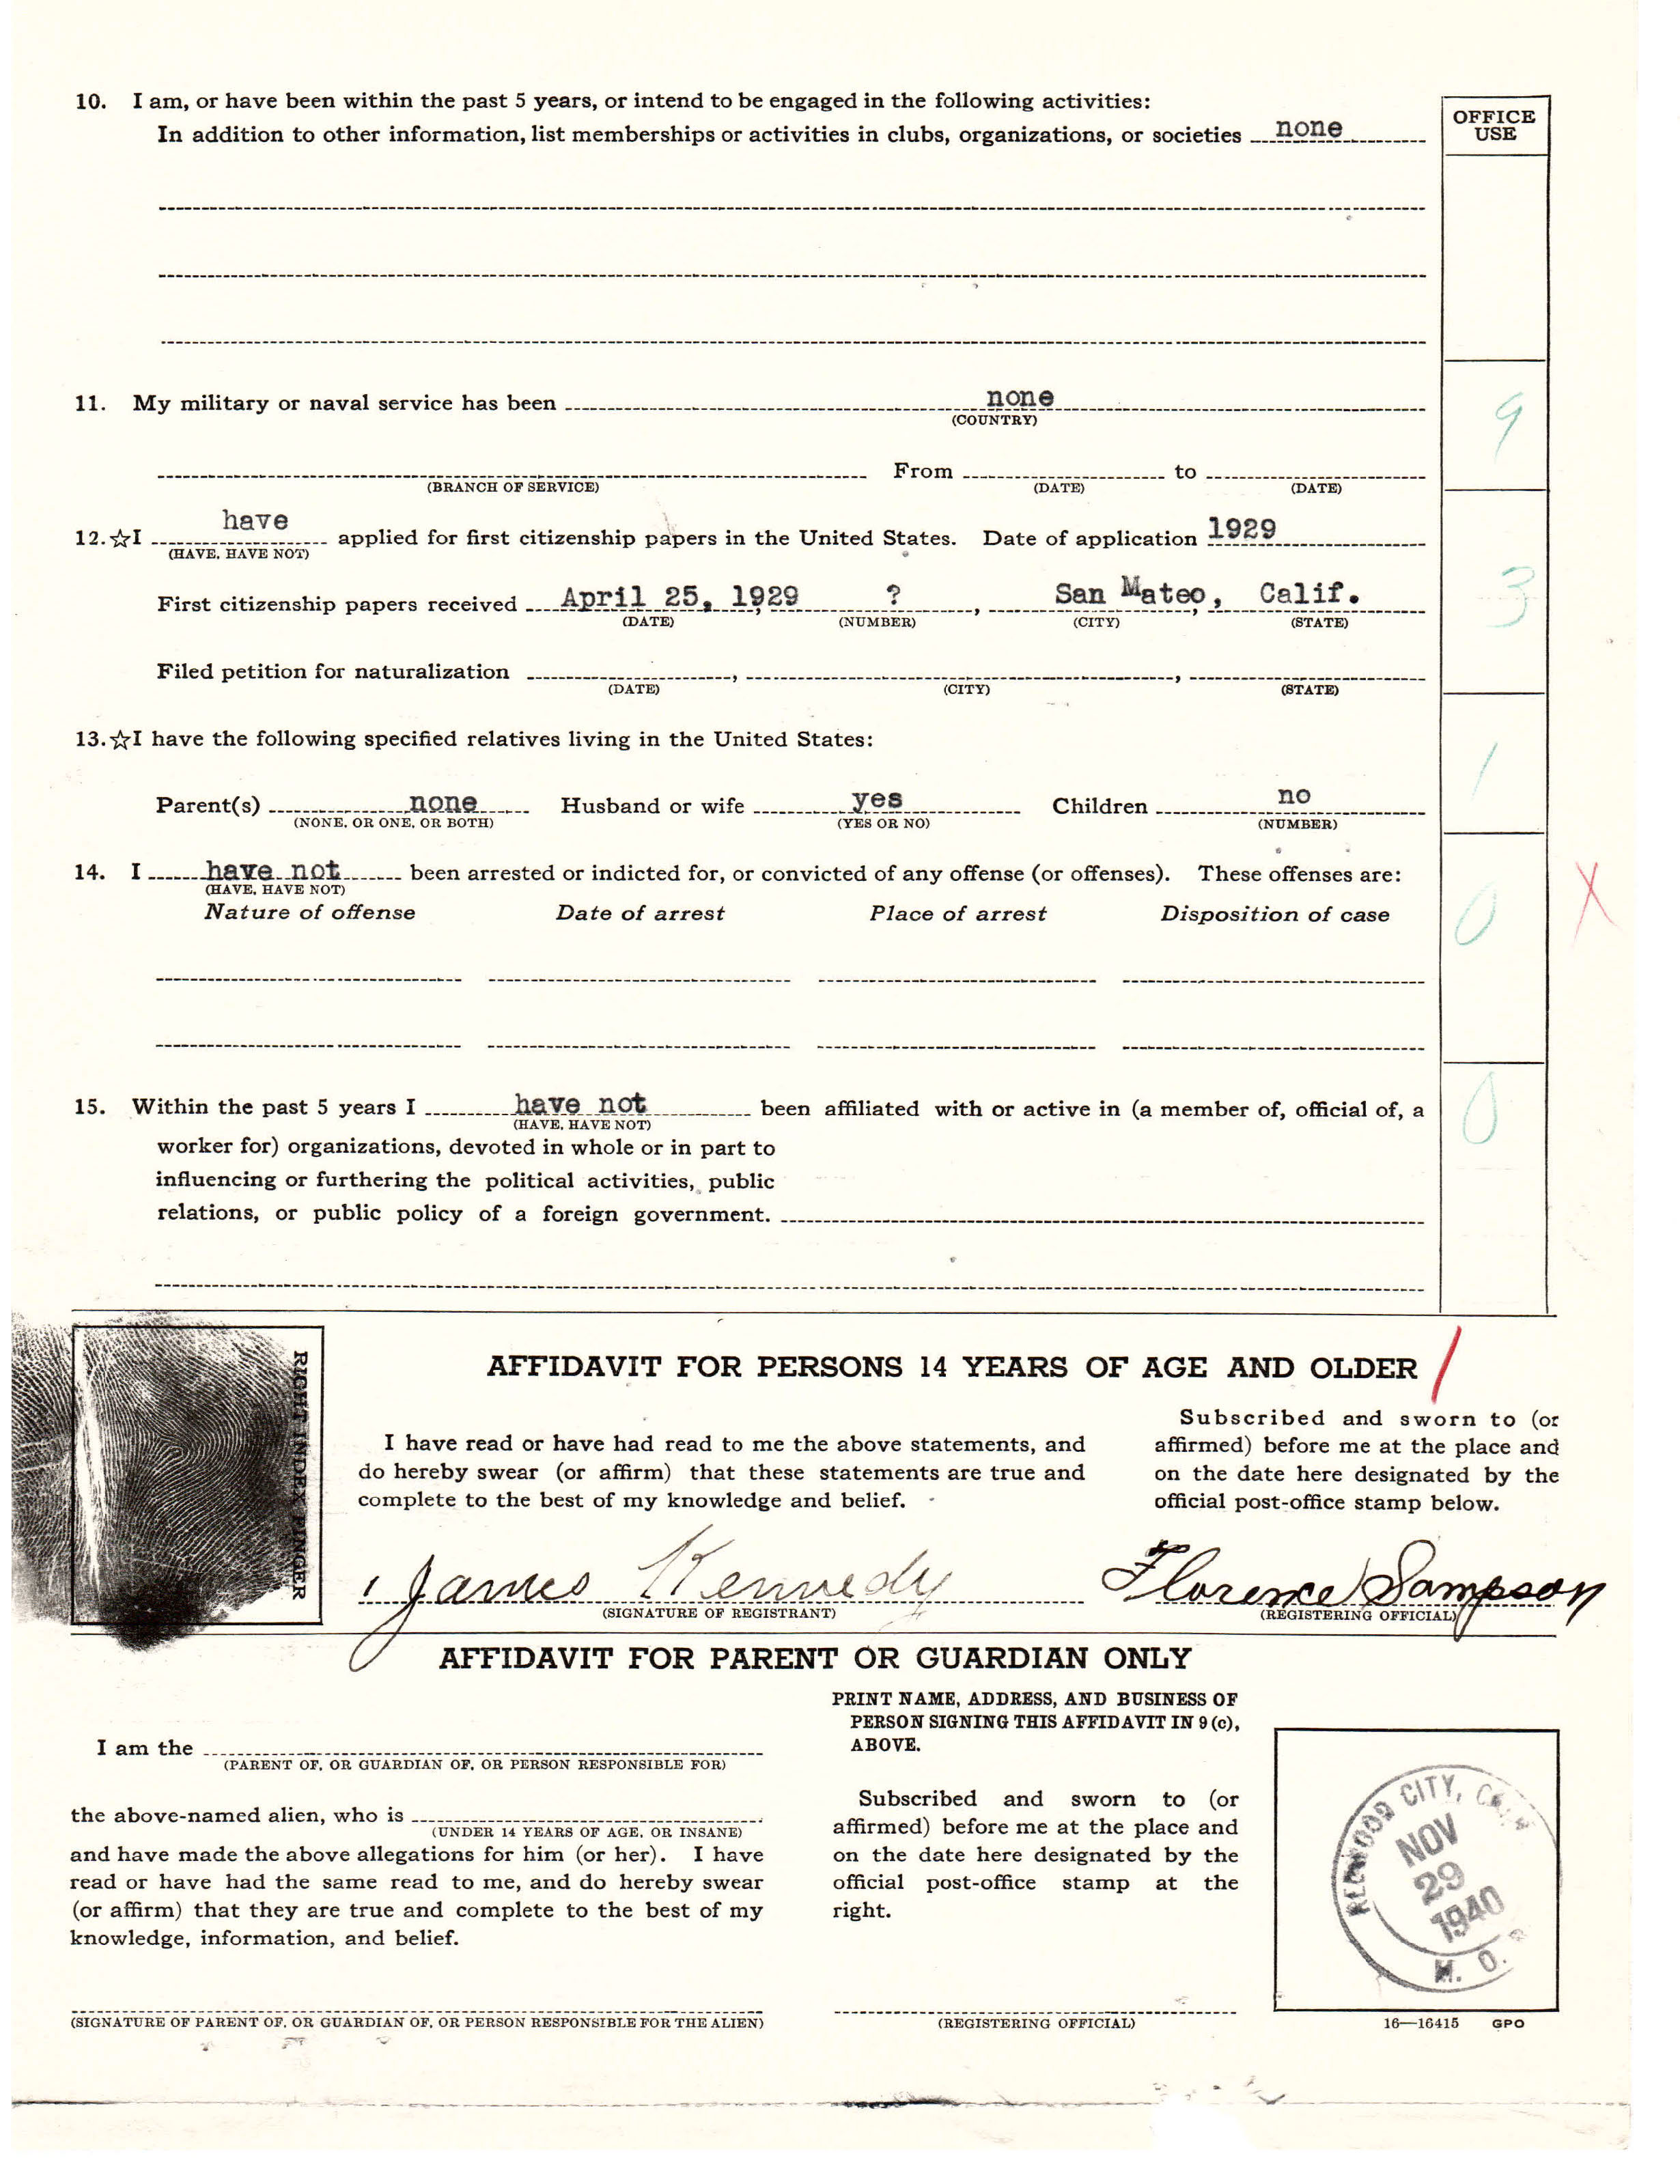 10. I am, or have been within the past 5 years, or intend to be engaged in the following activities:
In addition to other information, list memberships or activities in clubs, organizations, or societies none
OFFICE
USE
11. My military or naval service has been none
(COUNTRY)
9
From to
(BRANCH OF SERVICE) (DATE) (DATE)
12.☆I have applied for first citizenship papers in the United States. Date of application 1929
(HAVE, HAVE NOT)
First citizenship papers received April 25, 1929 ? , San Mateo, Calif.
(DATE) (NUMBER) (CITY) (STATE)
3
Filed petition for naturalization , ,
(DATE) (CITY) (STATE)
13.☆I have the following specified relatives living in the United States:
1
Parent(s) none Husband or wife yes Children no
(NONE, OR ONE, OR BOTH) (YES OR NO) (NUMBER)
14. I have not been arrested or indicted for, or convicted of any offense (or offenses). These offenses are:
(HAVE, HAVE NOT)
Nature of offense Date of arrest Place of arrest Disposition of case
0 X
15. Within the past 5 years I have not been affiliated with or active in (a member of, official of, a
(HAVE, HAVE NOT)
0
worker for) organizations, devoted in whole or in part to
influencing or furthering the political activities, public
relations, or public policy of a foreign government.
RIGHT INDEX FINGER
AFFIDAVIT FOR PERSONS 14 YEARS OF AGE AND OLDER /
I have read or have had read to me the above statements, and
do hereby swear (or affirm) that these statements are true and
complete to the best of my knowledge and belief.
Subscribed and sworn to (or
affirmed) before me at the place and
on the date here designated by the
official post-office stamp below.
James Kennedy
(SIGNATURE OF REGISTRANT)
Florence Sampson
(REGISTERING OFFICIAL)
AFFIDAVIT FOR PARENT OR GUARDIAN ONLY
I am the
(PARENT OF, OR GUARDIAN OF, OR PERSON RESPONSIBLE FOR)
the above-named alien, who is
(UNDER 14 YEARS OF AGE, OR INSANE)
and have made the above allegations for him (or her). I have
read or have had the same read to me, and do hereby swear
(or affirm) that they are true and complete to the best of my
knowledge, information, and belief.
(SIGNATURE OF PARENT OF, OR GUARDIAN OF, OR PERSON RESPONSIBLE FOR THE ALIEN)
PRINT NAME, ADDRESS, AND BUSINESS OF
PERSON SIGNING THIS AFFIDAVIT IN 9 (c),
ABOVE.
Subscribed and sworn to (or
affirmed) before me at the place and
on the date here designated by the
official post-office stamp at the
right.
(REGISTERING OFFICIAL)
REDWOOD CITY, CALIF.
NOV
29
1940
M. O. B.
16—16415 GPO